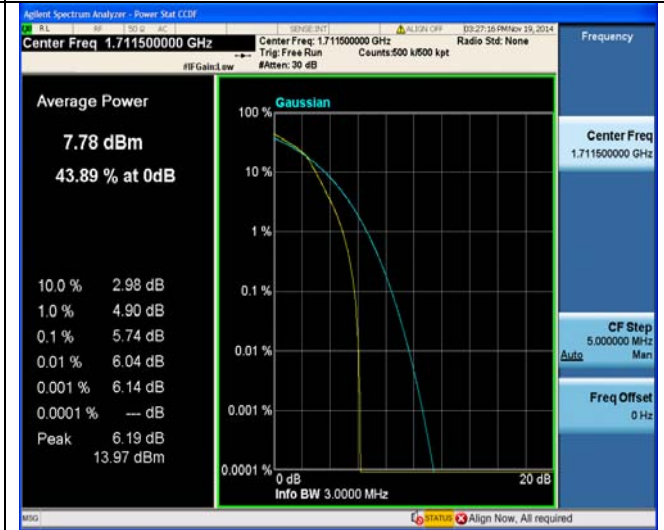 Agilent Spectrum Analyzer - Power Stat CCDF
RL RF 50 Ω AC SENSE:INT ALIGN OFF 03:27:16 PM Nov 19, 2014
Center Freq 1.711500000 GHz
Center Freq: 1.711500000 GHz Radio Std: None
Trig: Free Run Counts:500 k/500 kpt
#IFGain:Low #Atten: 30 dB
Frequency
Average Power
7.78 dBm
43.89 % at 0dB
10.0 % 2.98 dB
1.0 % 4.90 dB
0.1 % 5.74 dB
0.01 % 6.04 dB
0.001 % 6.14 dB
0.0001 % --- dB
Peak 6.19 dB
13.97 dBm
Gaussian
100 %
10 %
1 %
0.1 %
0.01 %
0.001 %
0.0001 %
0 dB 20 dB
Info BW 3.0000 MHz
Center Freq
1.711500000 GHz
CF Step
5.000000 MHz
Auto Man
Freq Offset
0 Hz
MSG STATUS Align Now, All required